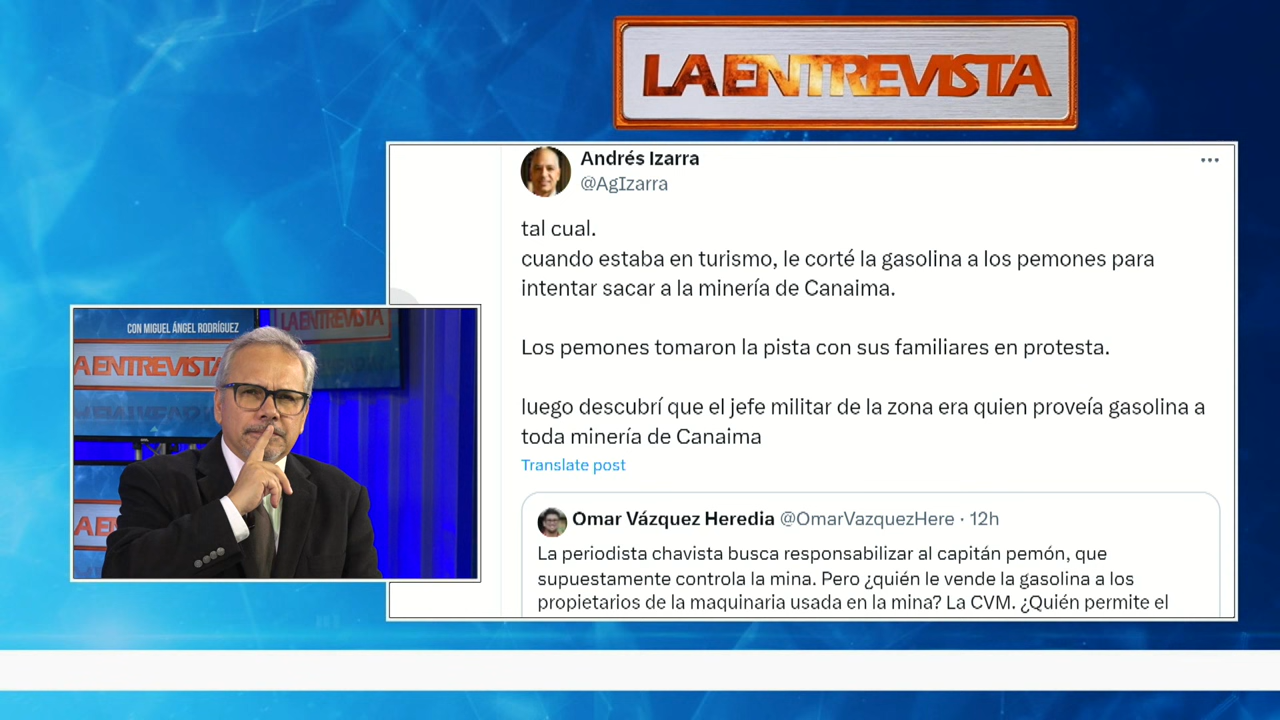 LA ENTREVISTA
Andrés Izarra
@AgIzarra
tal cual.
cuando estaba en turismo, le corté la gasolina a los pemones para
intentar sacar a la minería de Canaima.
Los pemones tomaron la pista con sus familiares en protesta.
luego descubrí que el jefe militar de la zona era quien proveía gasolina a
toda minería de Canaima
Translate post
Omar Vázquez Heredia @OmarVazquezHere · 12h
La periodista chavista busca responsabilizar al capitán pemón, que
supuestamente controla la mina. Pero ¿quién le vende la gasolina a los
propietarios de la maquinaria usada en la mina? La CVM. ¿Quién permite el
CON MIGUEL ÁNGEL RODRÍGUEZ
LA ENTREVISTA
A ENTREVISTA